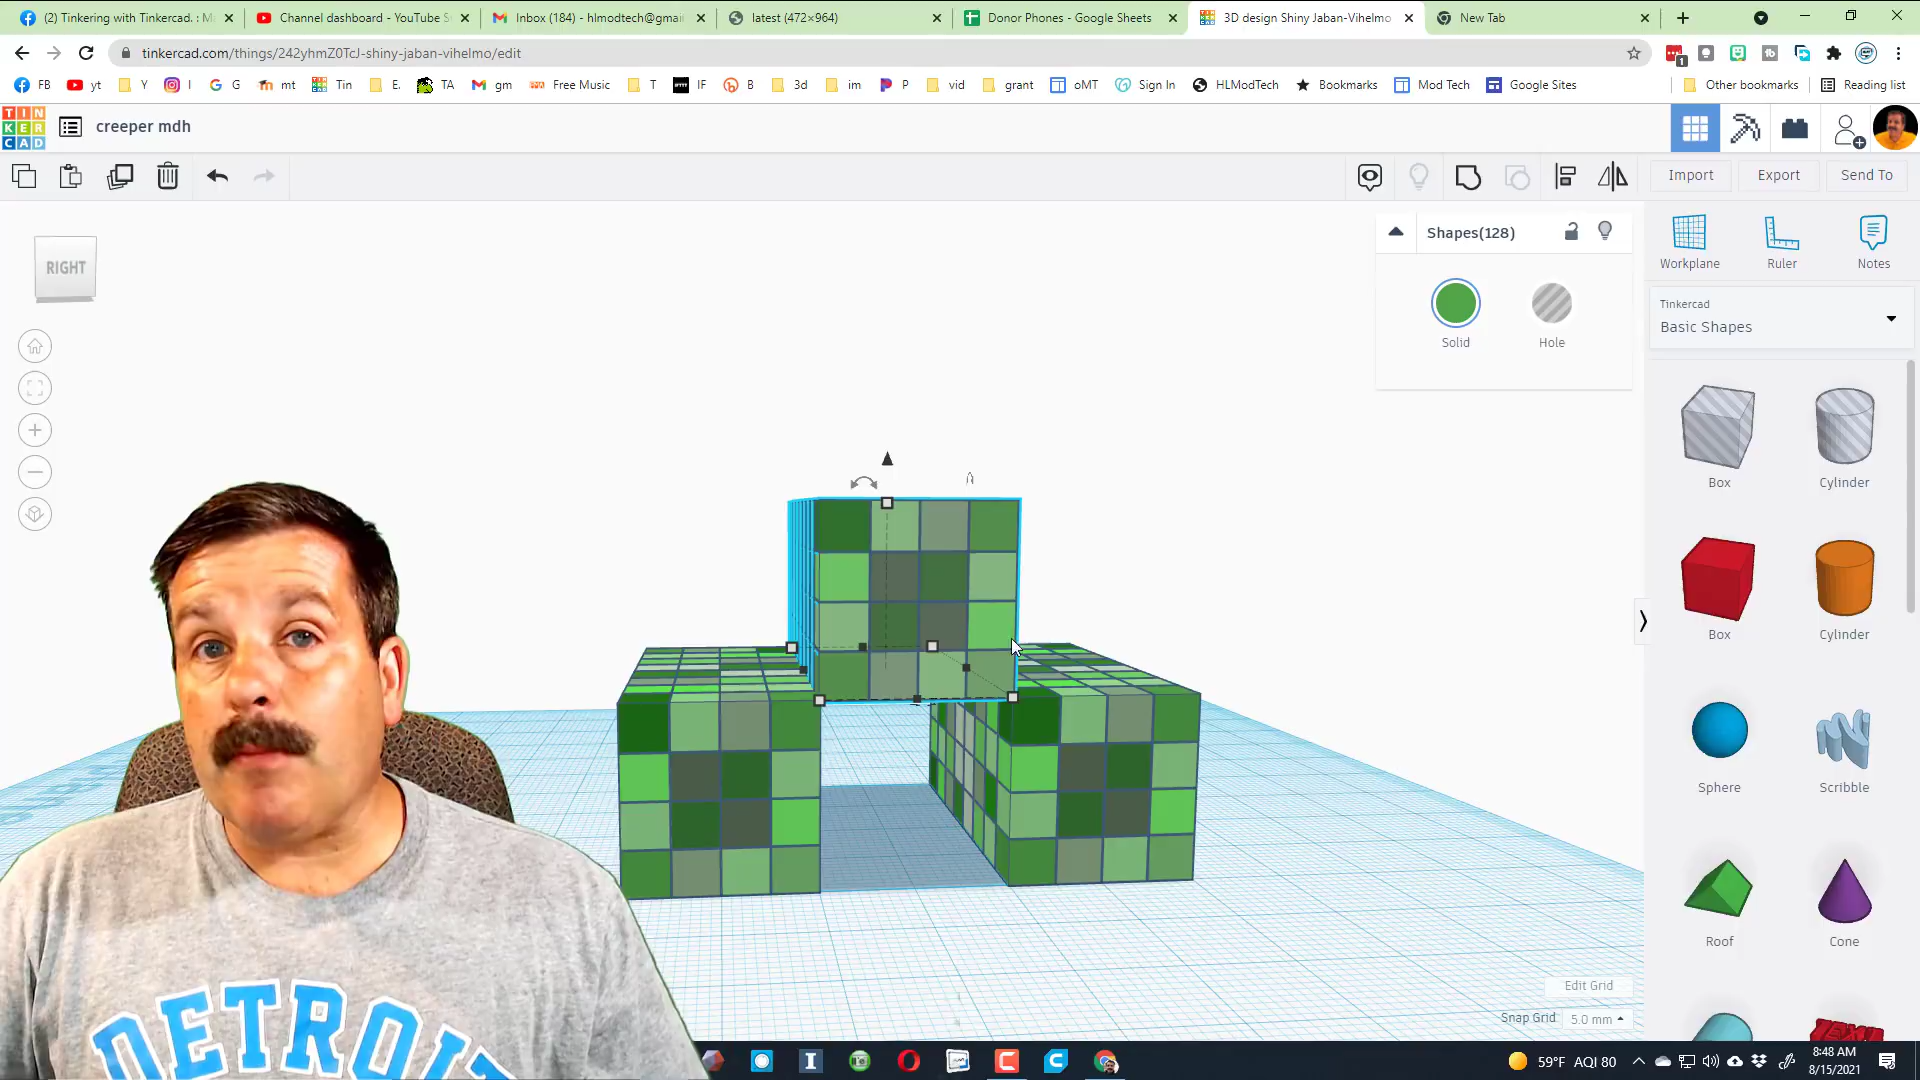 (2) Tinkering with Tinkercad. : M
Channel dashboard - YouTube S
Inbox (184) - hlmodtech@gmai
latest (472×964)
Donor Phones - Google Sheets
3D design Shiny Jaban-Vihelmo
New Tab
tinkercad.com/things/242yhmZ0TcJ-shiny-jaban-vihelmo/edit
FB
yt
Y
I
G
mt
Tin
E.
TA
gm
Free Music
T
IF
B
3d
im
P
vid
grant
oMT
Sign In
HLModTech
Bookmarks
Mod Tech
Google Sites
Other bookmarks
Reading list
TIN
KER
CAD
creeper mdh
Import
Export
Send To
RIGHT
Shapes(128)
Solid
Hole
Workplane
Ruler
Notes
Tinkercad
Basic Shapes
Box
Cylinder
Box
Cylinder
Sphere
Scribble
Roof
Cone
TEXT
Edit Grid
Snap Grid 5.0 mm
DETROIT
59°F AQI 80
8:48 AM
8/15/2021